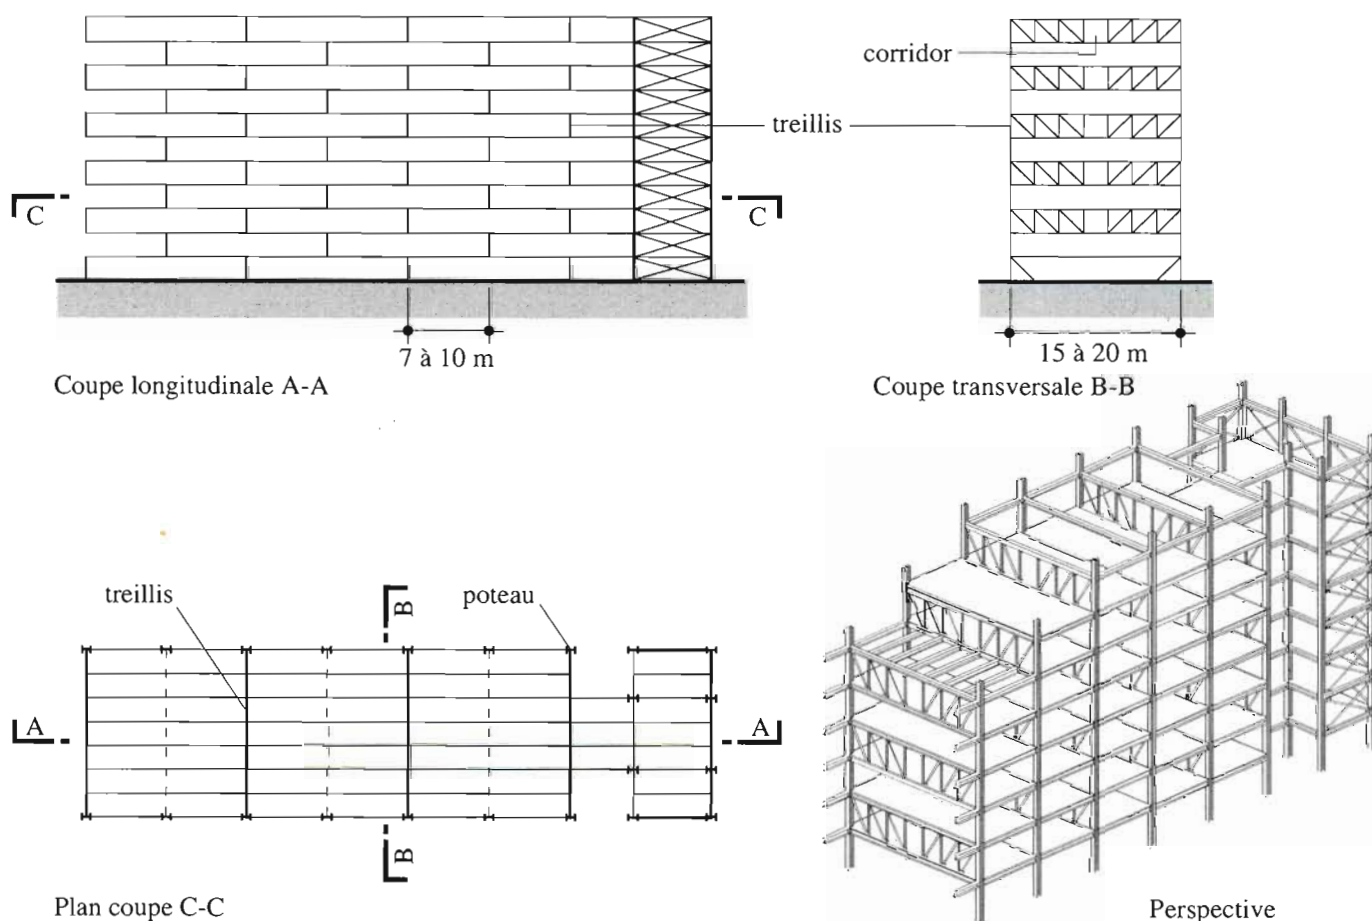 corridor
treillis
C
C
7 à 10 m
15 à 20 m
Coupe longitudinale A-A
Coupe transversale B-B
treillis
B
poteau
A
A
B
Plan coupe C-C
Perspective